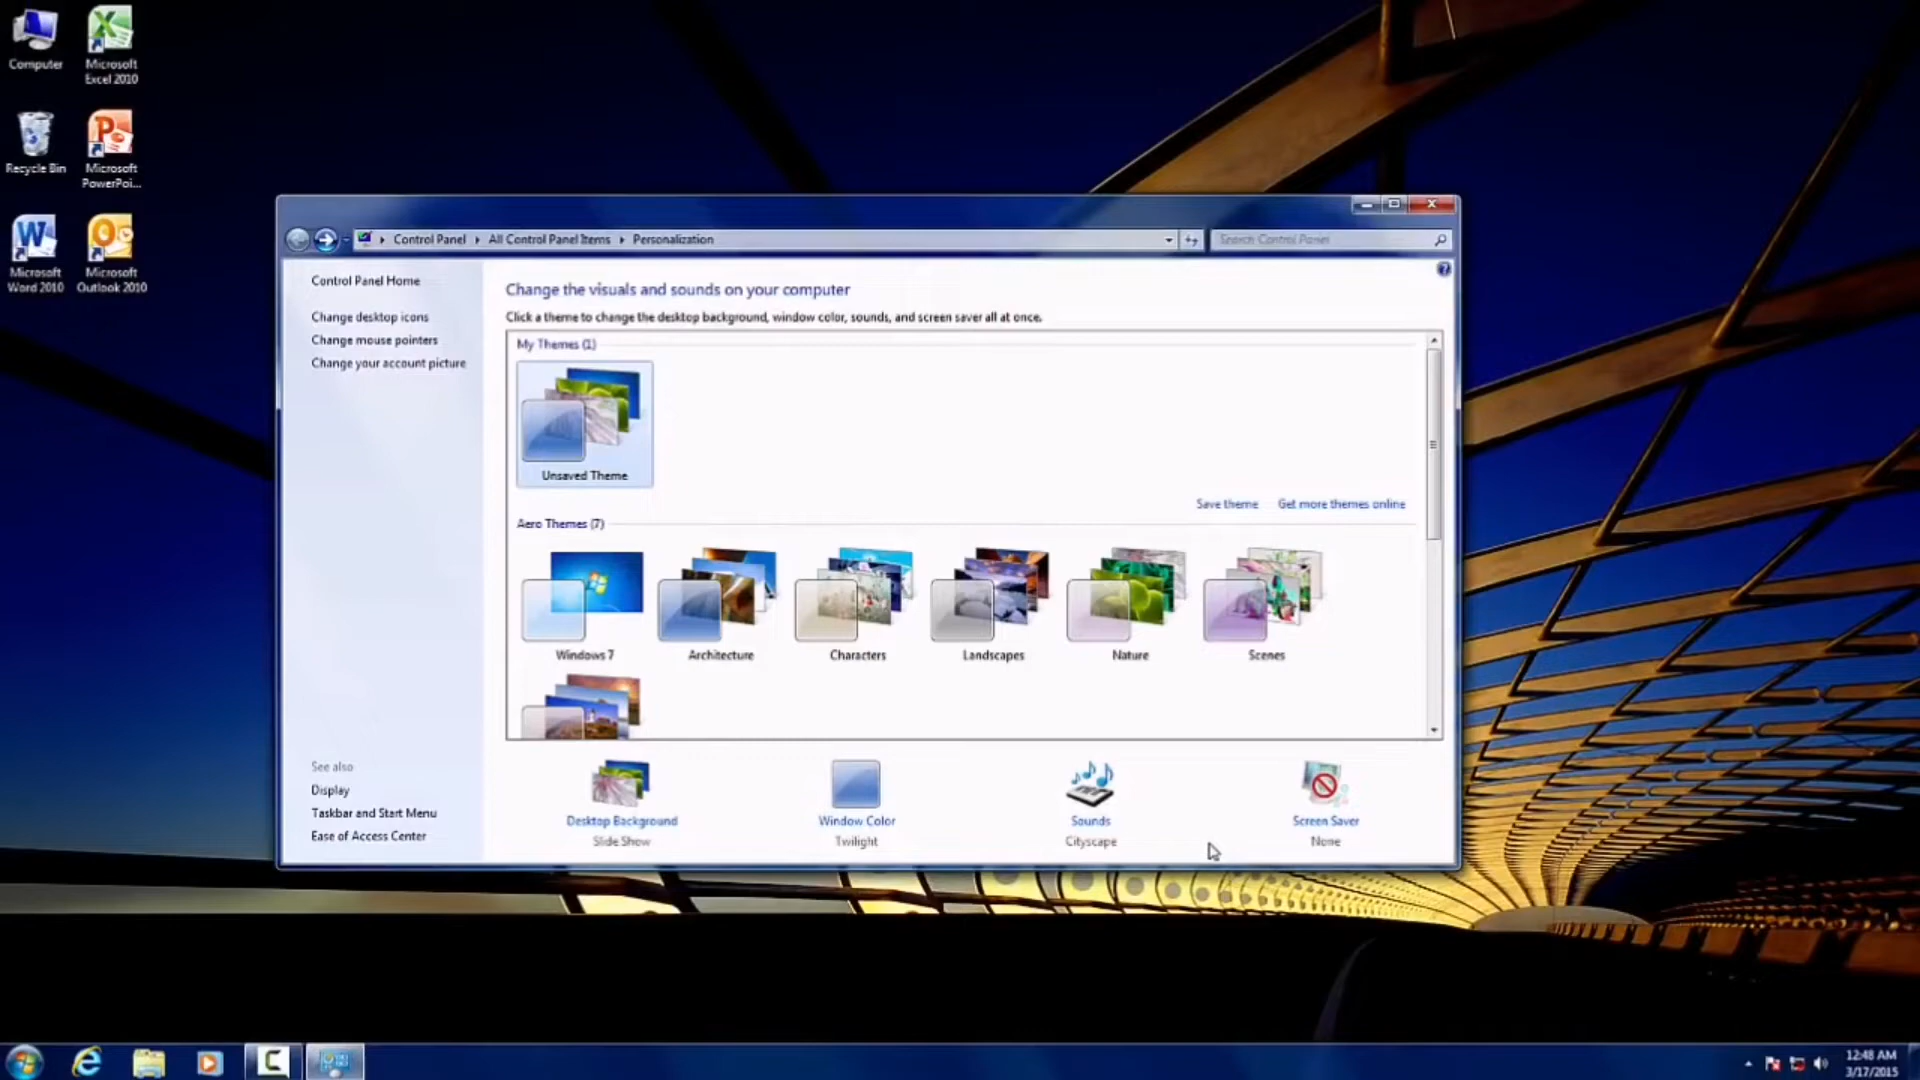 Computer
Microsoft
Excel 2010
Recycle Bin
Microsoft
PowerPoi...
Microsoft
Word 2010
Microsoft
Outlook 2010
Control Panel
All Control Panel Items
Personalization
Search Control Panel
Control Panel Home
Change desktop icons
Change mouse pointers
Change your account picture
See also
Display
Taskbar and Start Menu
Ease of Access Center
Change the visuals and sounds on your computer
Click a theme to change the desktop background, window color, sounds, and screen saver all at once.
My Themes (1)
Unsaved Theme
Save theme
Get more themes online
Aero Themes (7)
Windows 7
Architecture
Characters
Landscapes
Nature
Scenes
Desktop Background
Slide Show
Window Color
Twilight
Sounds
Cityscape
Screen Saver
None
12:48 AM
3/17/2015